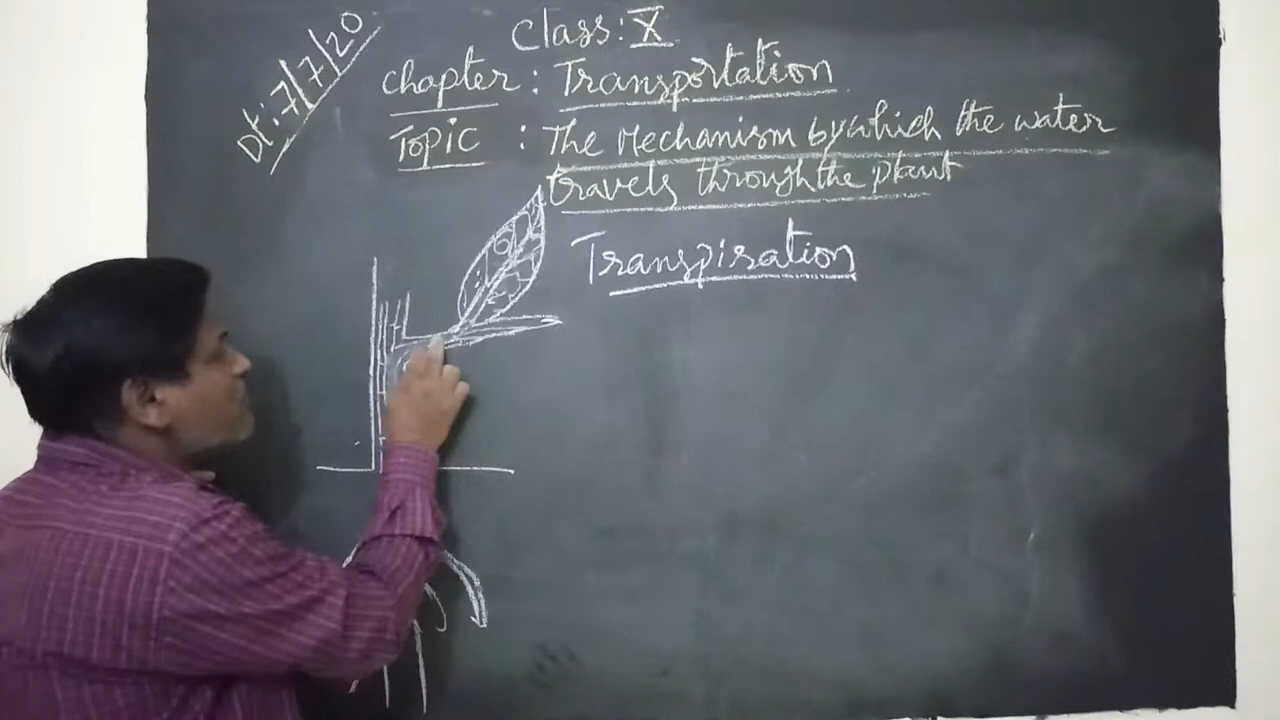 Dt:7/7/20
Class: X
Chapter : Transportation
Topic : The Mechanism by which the water
travels through the plant
Transpiration